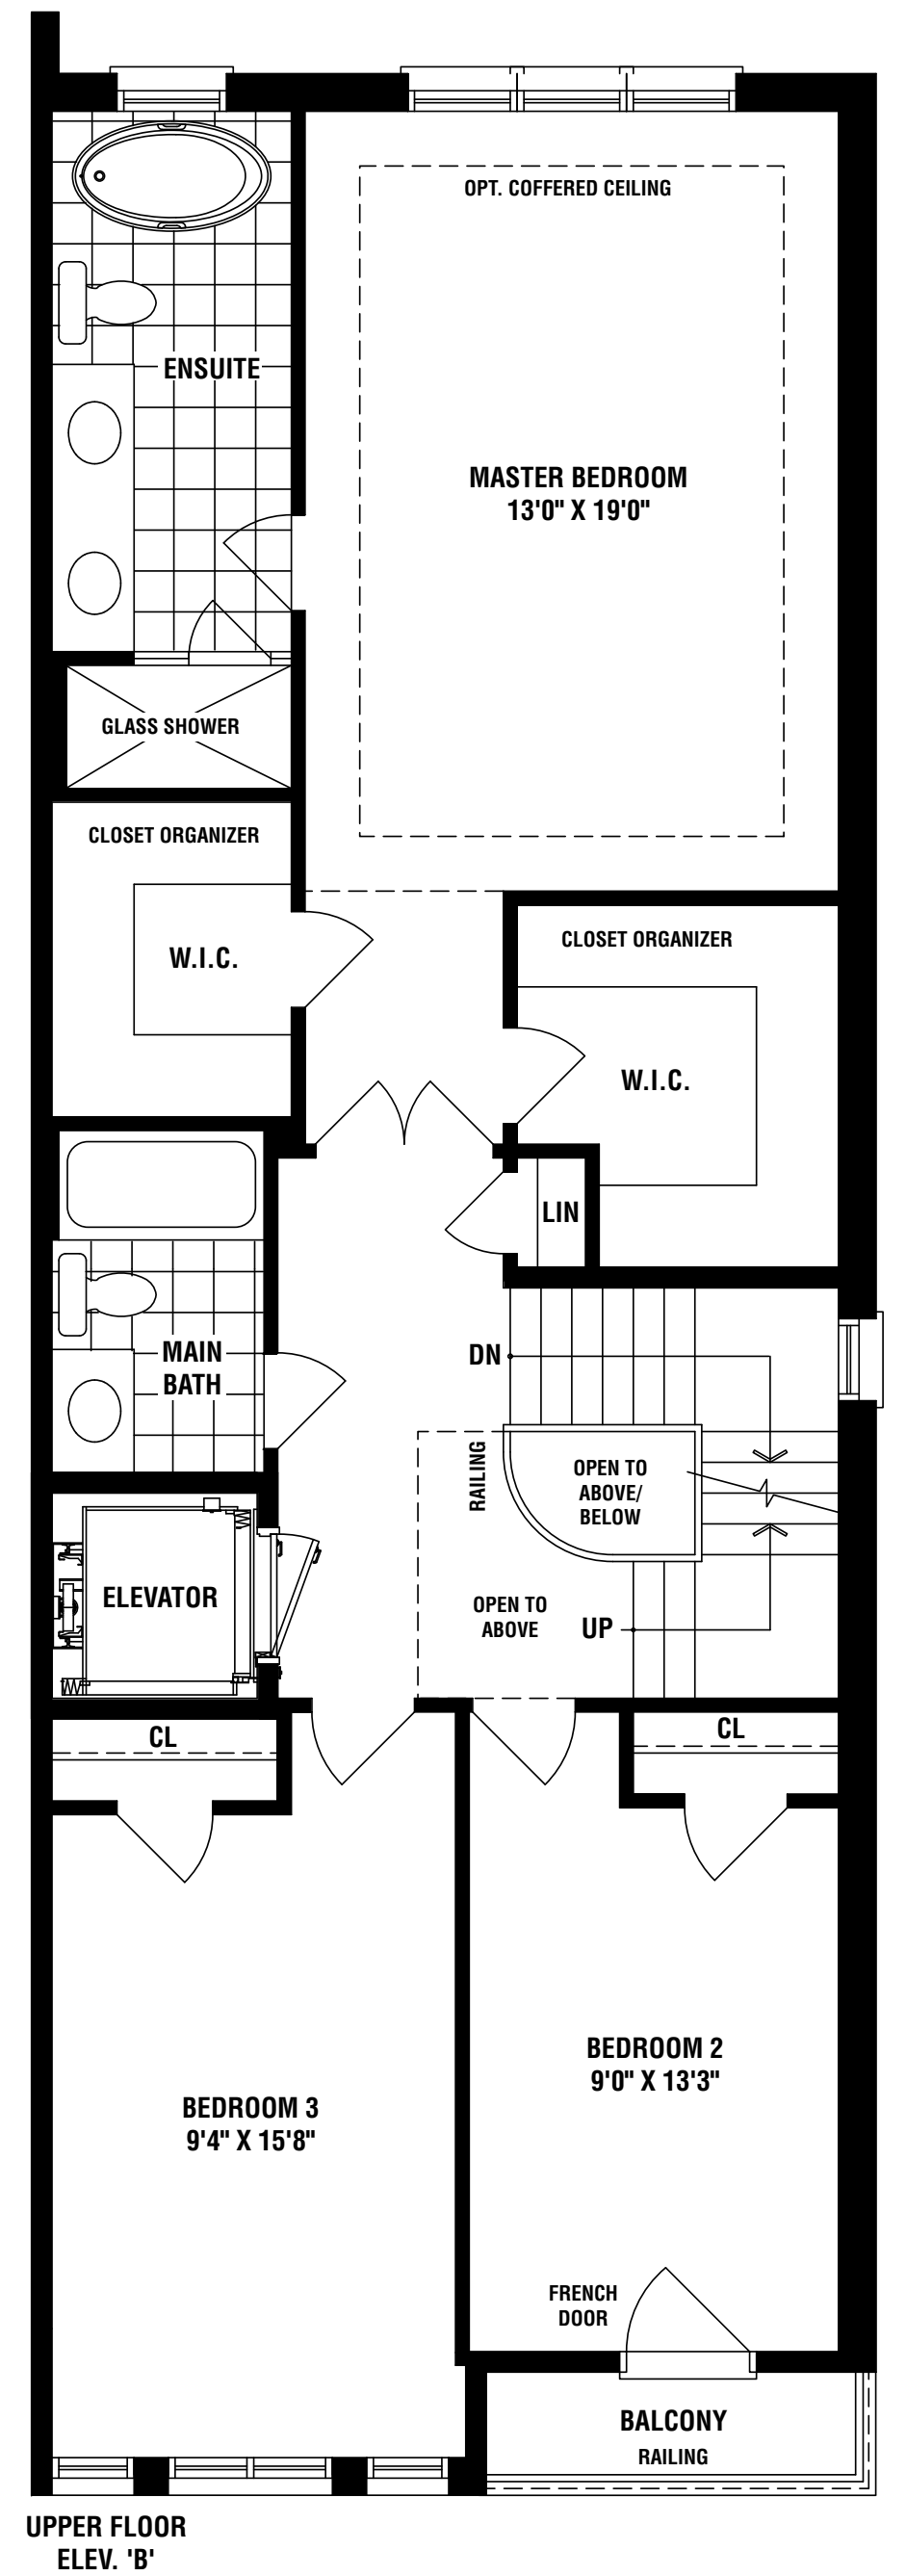 OPT. COFFERED CEILING
ENSUITE
MASTER BEDROOM
13'0" X 19'0"
GLASS SHOWER
CLOSET ORGANIZER
W.I.C.
CLOSET ORGANIZER
W.I.C.
LIN
MAIN
BATH
DN
RAILING
OPEN TO
ABOVE/
BELOW
ELEVATOR
OPEN TO
ABOVE
UP
CL
CL
BEDROOM 2
9'0" X 13'3"
BEDROOM 3
9'4" X 15'8"
FRENCH
DOOR
BALCONY
RAILING
UPPER FLOOR
ELEV. 'B'